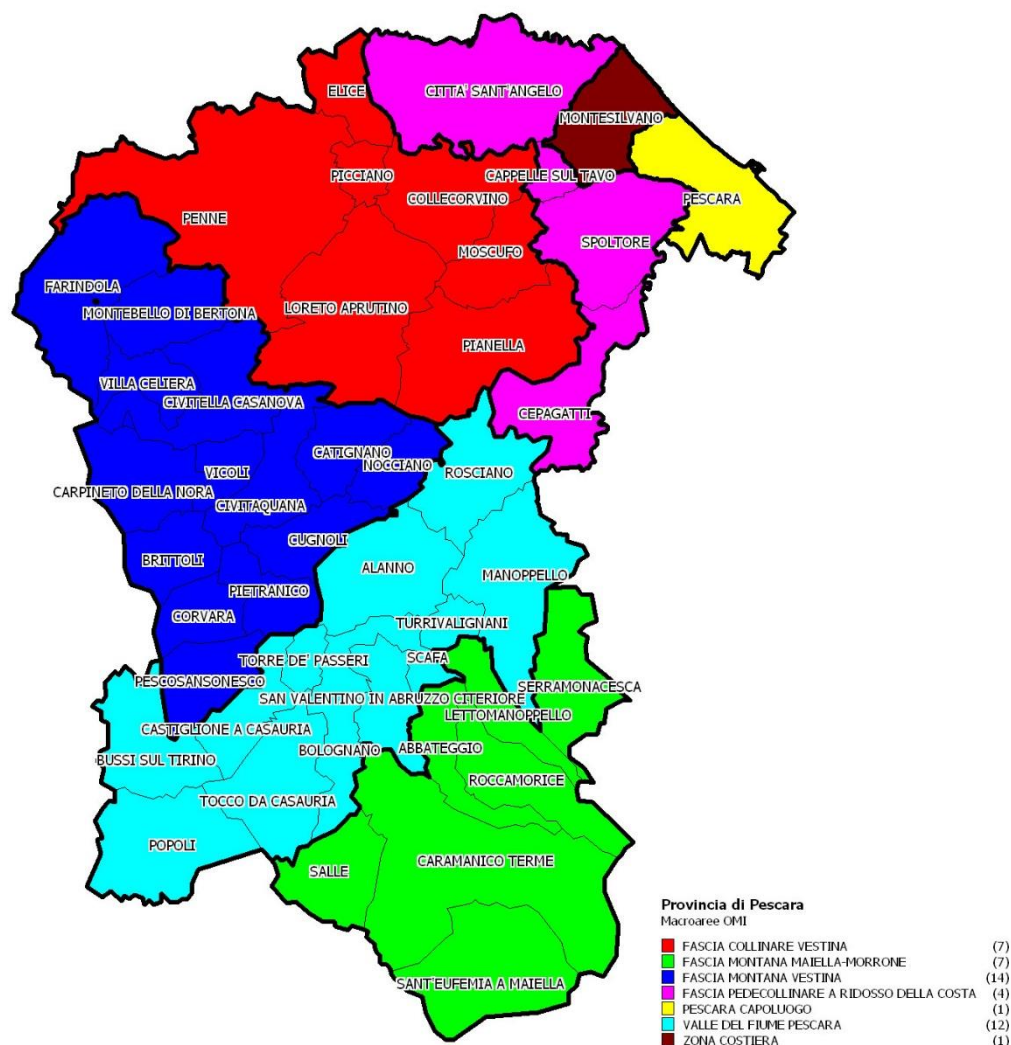 ELICE
CITTA' SANT'ANGELO
MONTESILVANO
PICCIANO
CAPPELLE SUL TAVO
COLLECORVINO
PESCARA
PENNE
SPOLTORE
MOSCUFO
FARINDOLA
LORETO APRUTINO
MONTEBELLO DI BERTONA
PIANELLA
VILLA CELIERA
CIVITELLA CASANOVA
CEPAGATTI
CATIGNANO
NOCCIANO
VICOLI
ROSCIANO
CARPINETO DELLA NORA
CIVITAQUANA
CUGNOLI
BRITTOLI
ALANNO
MANOPPELLO
PIETRANICO
CORVARA
TURRIVALIGNANI
TORRE DE' PASSERI
SCAFA
PESCOSANSONESCO
SERRAMONACESCA
SAN VALENTINO IN ABRUZZO CITERIORE
LETTOMANOPPELLO
CASTIGLIONE A CASAURIA
BOLOGNANO
ABBATEGGIO
BUSSI SUL TIRINO
ROCCAMORICE
TOCCO DA CASAURIA
POPOLI
CARAMANICO TERME
SALLE
SANT'EUFEMIA A MAIELLA
Provincia di Pescara
Macroaree OMI
FASCIA COLLINARE VESTINA (7)
FASCIA MONTANA MAIELLA-MORRONE (7)
FASCIA MONTANA VESTINA (14)
FASCIA PEDECOLLINARE A RIDOSSO DELLA COSTA (4)
PESCARA CAPOLUOGO (1)
VALLE DEL FIUME PESCARA (12)
ZONA COSTIERA (1)